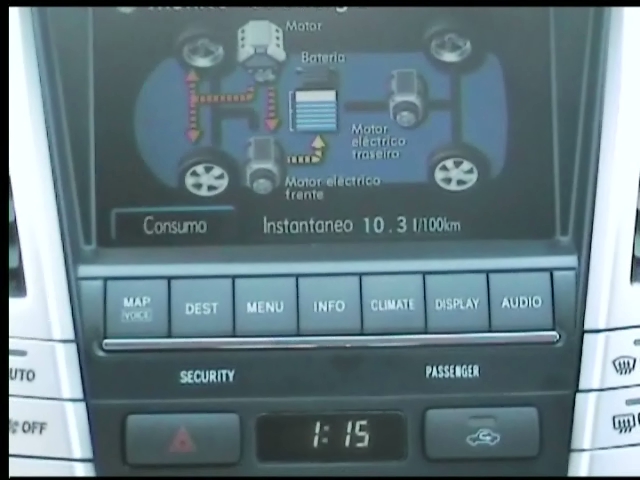 Motor
Bateria
Motor
eléctrico
traseiro
Motor eléctrico
frente
Consumo
Instantaneo 10.3 l/100km
MAP
VOICE
DEST
MENU
INFO
CLIMATE
DISPLAY
AUDIO
UTO
SECURITY
PASSENGER
OFF
1:15